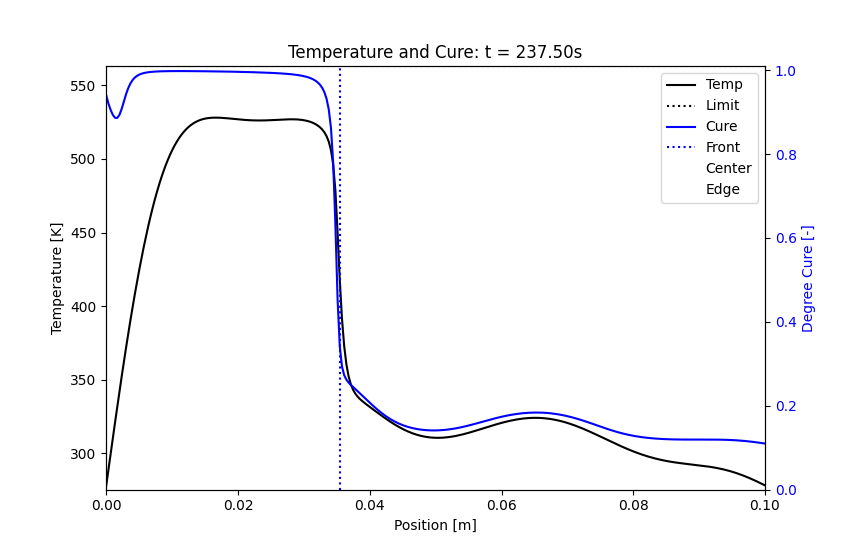 Temperature and Cure: t = 237.50s
Temperature [K]
550
500
450
400
350
300
Temp
Limit
Cure
Front
Center
Edge
1.0
0.8
0.6
0.4
0.2
0.0
Degree Cure [-]
0.00 0.02 0.04 0.06 0.08 0.10
Position [m]